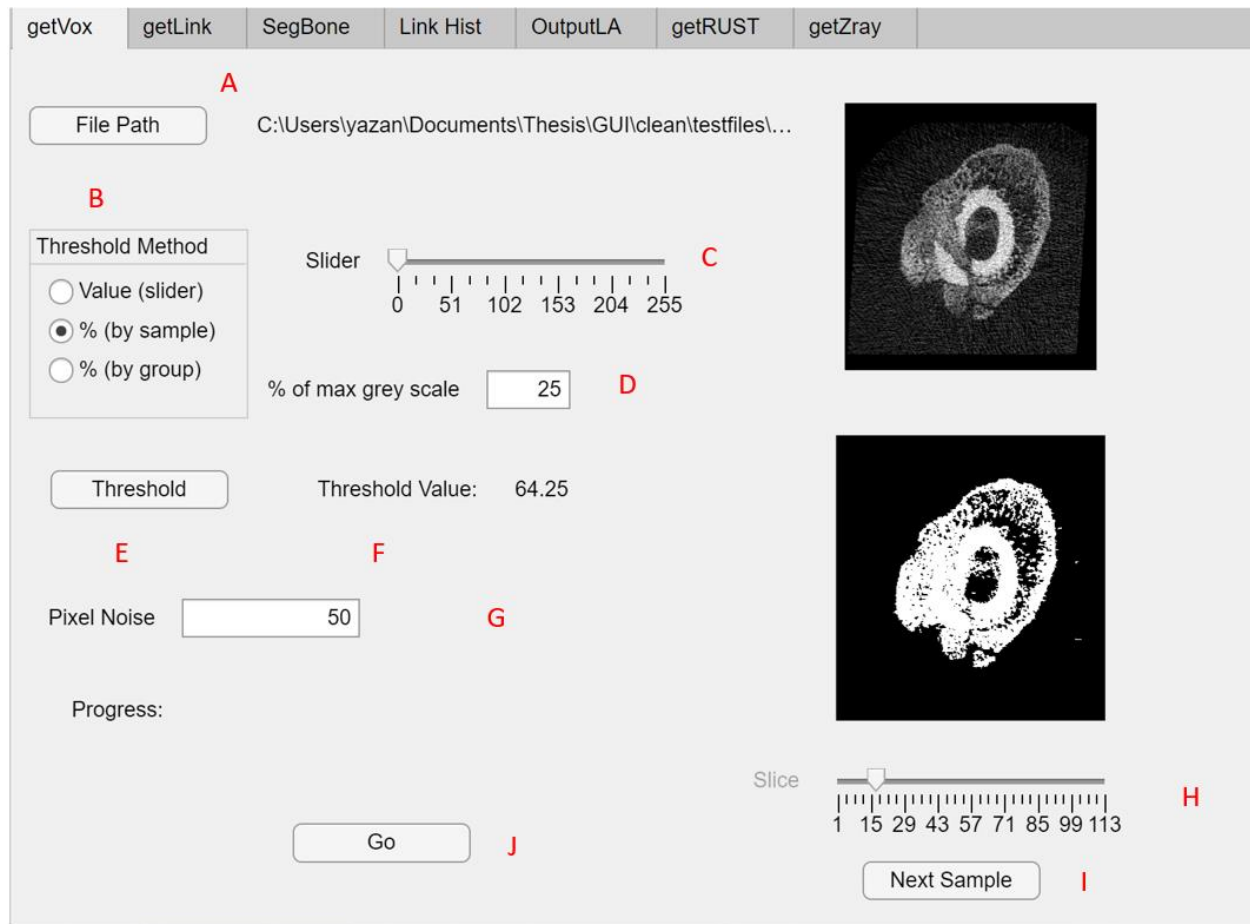 getVox getLink SegBone Link Hist OutputLA getRUST getZray
A
File Path C:\Users\yazan\Documents\Thesis\GUI\clean\testfiles\...
B
Threshold Method
Value (slider)
% (by sample)
% (by group)
Slider
C
0 51 102 153 204 255
% of max grey scale 25 D
Threshold Threshold Value: 64.25
E F
Pixel Noise 50 G
Progress:
Slice
H
1 15 29 43 57 71 85 99 113
Go J
Next Sample I